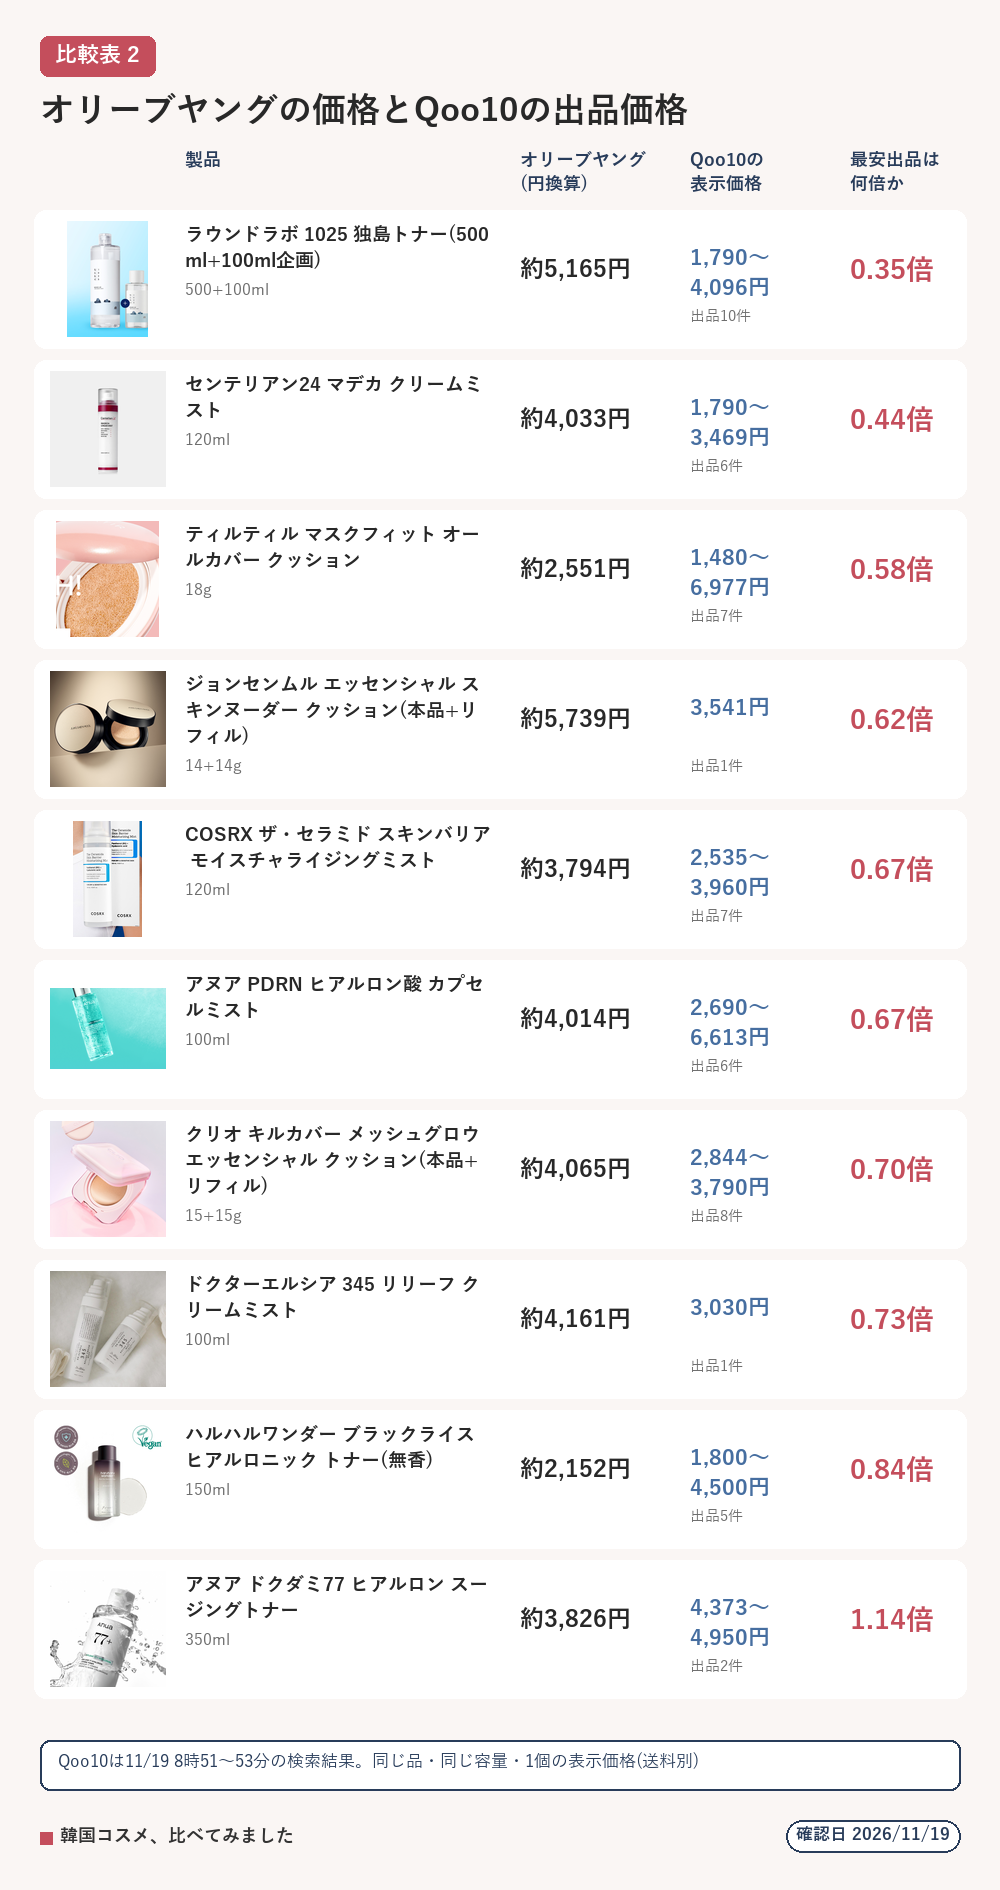 比較表 2
オリーブヤングの価格とQoo10の出品価格
製品
オリーブヤング
(円換算)
Qoo10の
表示価格
最安出品は
何倍か
ラウンドラボ 1025 独島トナー(500
ml+100ml企画)
500+100ml
約5,165円
1,790〜
4,096円
出品10件
0.35倍
センテリアン24 マデカ クリームミ
スト
120ml
約4,033円
1,790〜
3,469円
出品6件
0.44倍
ティルティル マスクフィット オー
ルカバー クッション
18g
約2,551円
1,480〜
6,977円
出品7件
0.58倍
ジョンセンムル エッセンシャル ス
キンヌーダー クッション(本品+リ
フィル)
14+14g
約5,739円
3,541円
出品1件
0.62倍
COSRX ザ・セラミド スキンバリア
モイスチャライジングミスト
120ml
約3,794円
2,535〜
3,960円
出品7件
0.67倍
COSRX
COSRX
アヌア PDRN ヒアルロン酸 カプセ
ルミスト
100ml
約4,014円
2,690〜
6,613円
出品6件
0.67倍
クリオ キルカバー メッシュグロウ
エッセンシャル クッション(本品+
リフィル)
15+15g
約4,065円
2,844〜
3,790円
出品8件
0.70倍
ドクターエルシア 345 リリーフ ク
リームミスト
100ml
約4,161円
3,030円
出品1件
0.73倍
345
345
Vegan
ハルハルワンダー ブラックライス
ヒアルロニック トナー(無香)
150ml
約2,152円
1,800〜
4,500円
出品5件
0.84倍
アヌア ドクダミ77 ヒアルロン スー
ジングトナー
350ml
約3,826円
4,373〜
4,950円
出品2件
1.14倍
Anua
77+
Qoo10は11/19 8時51〜53分の検索結果。同じ品・同じ容量・1個の表示価格(送料別)
韓国コスメ、比べてみました
確認日 2026/11/19